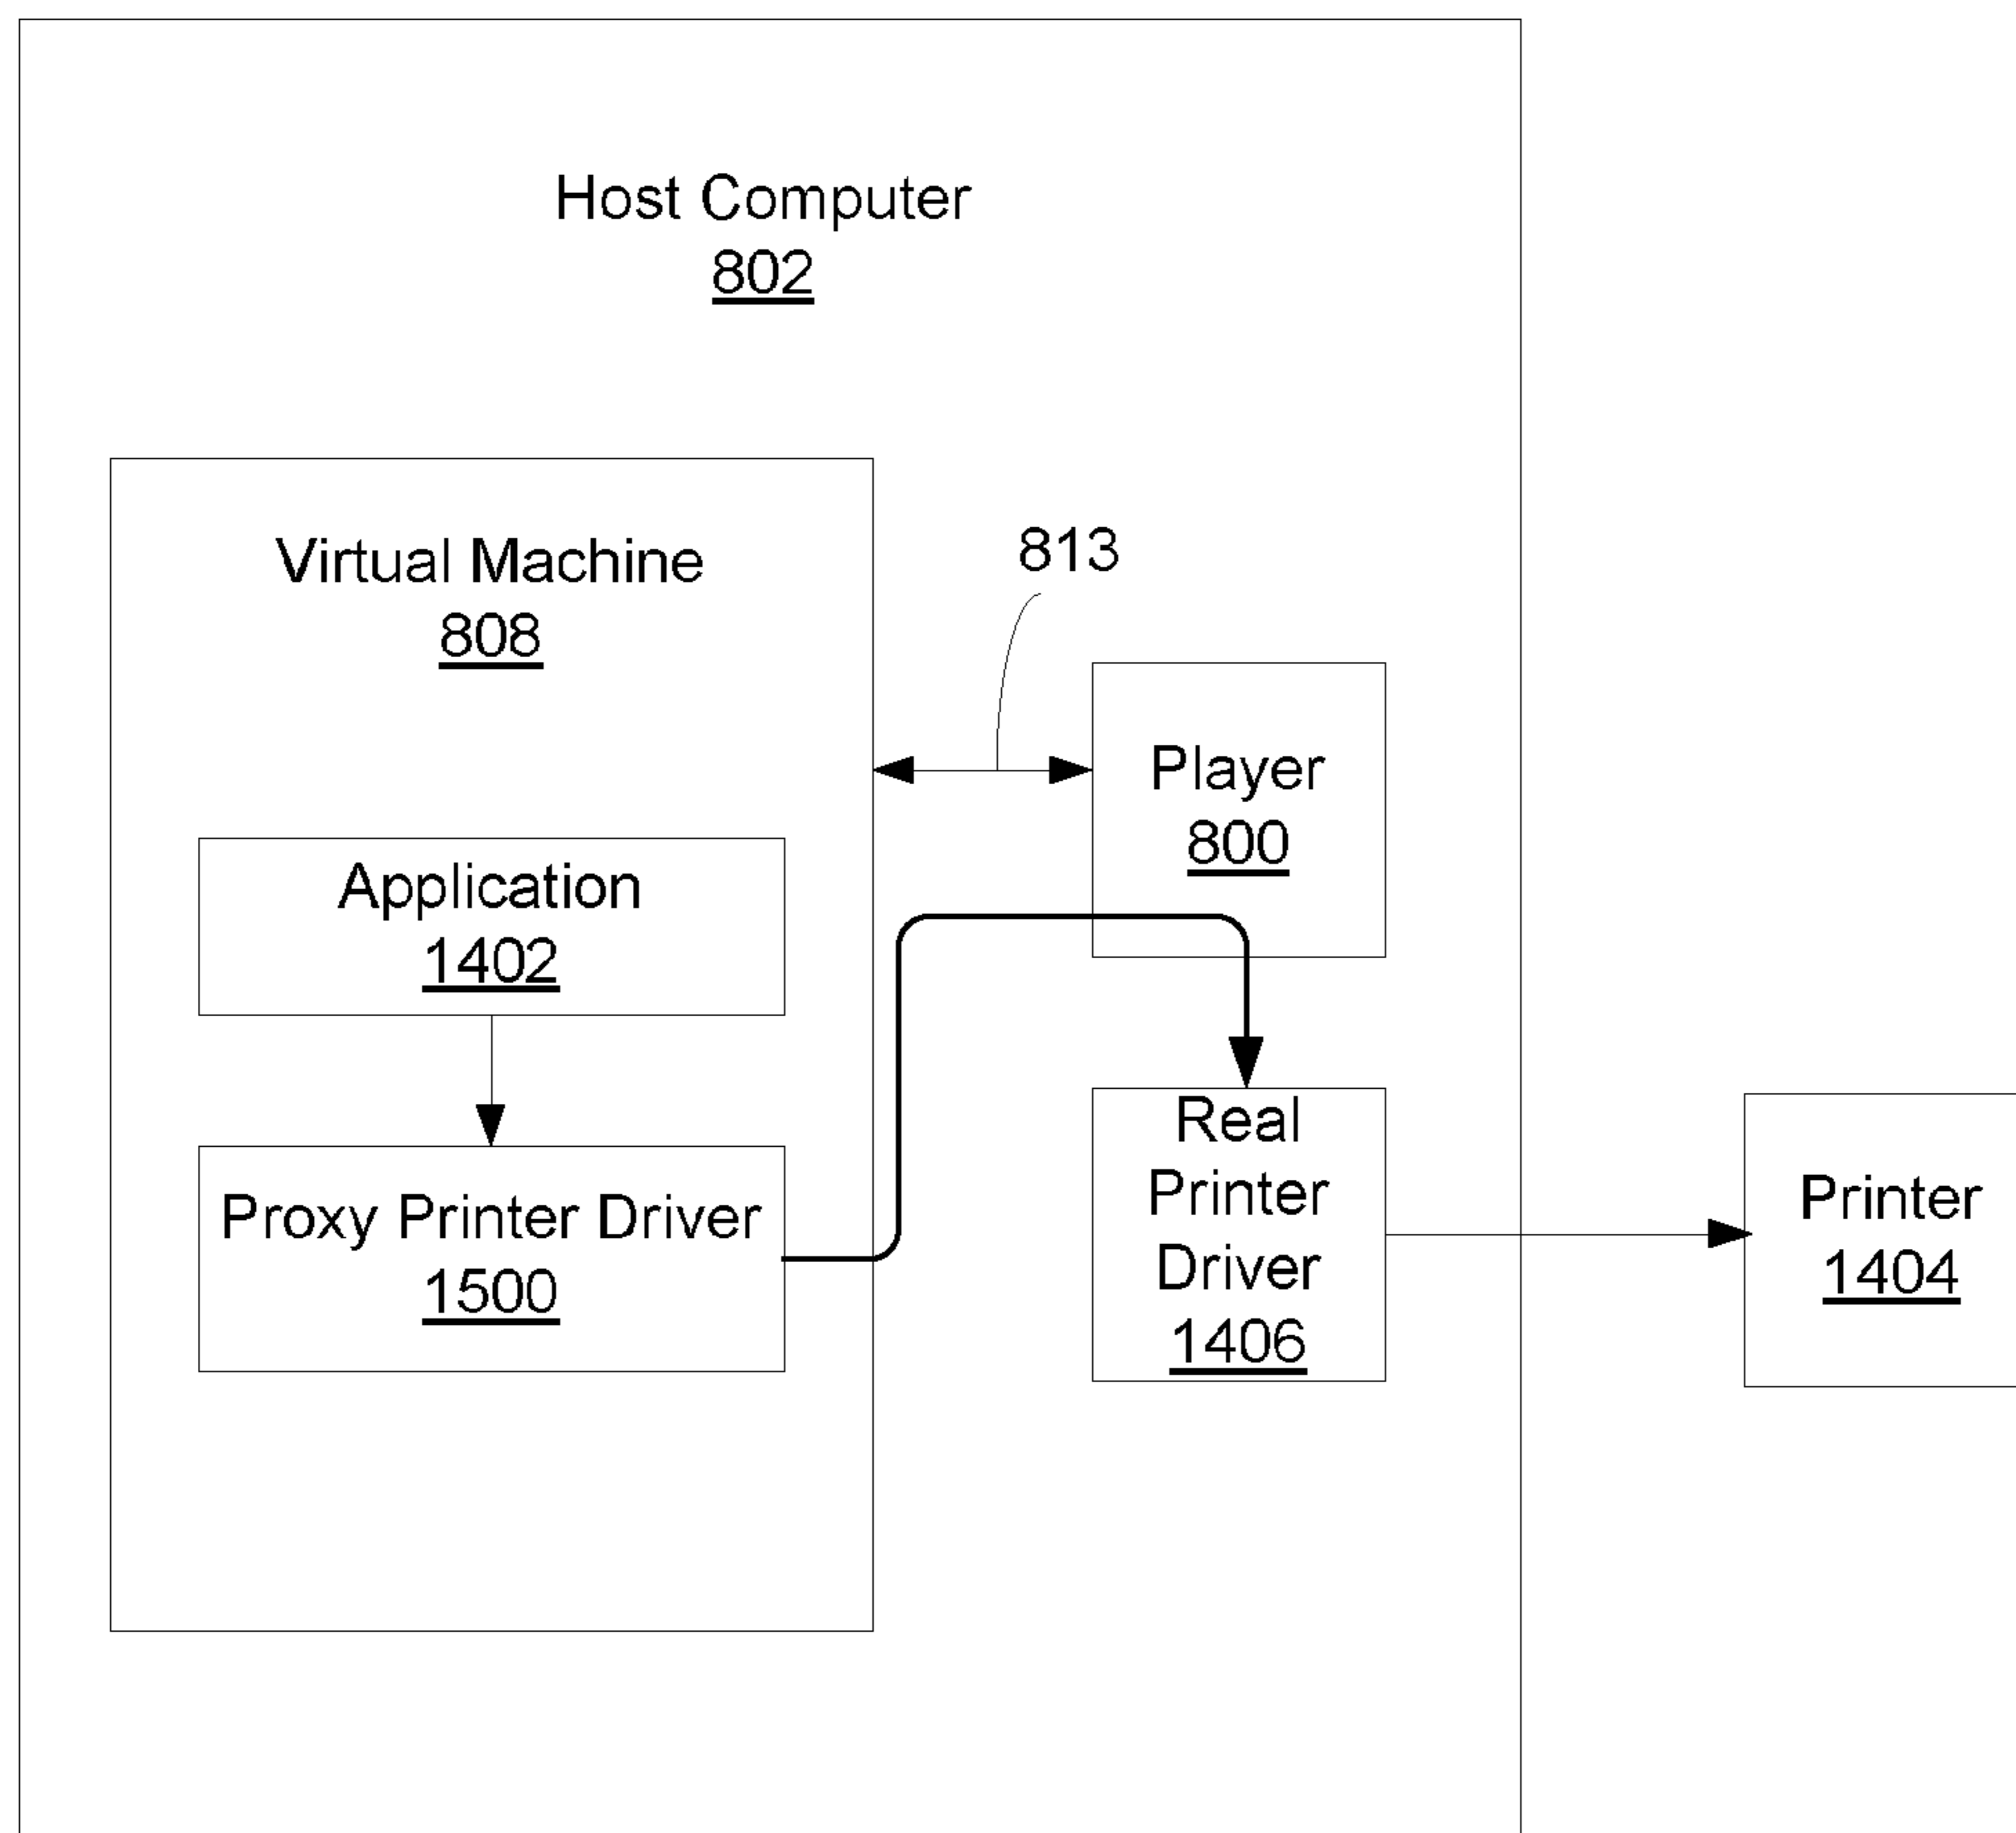 Host Computer
802
Virtual Machine
808
813
Player
800
Application
1402
Proxy Printer Driver
1500
Real
Printer
Driver
1406
Printer
1404